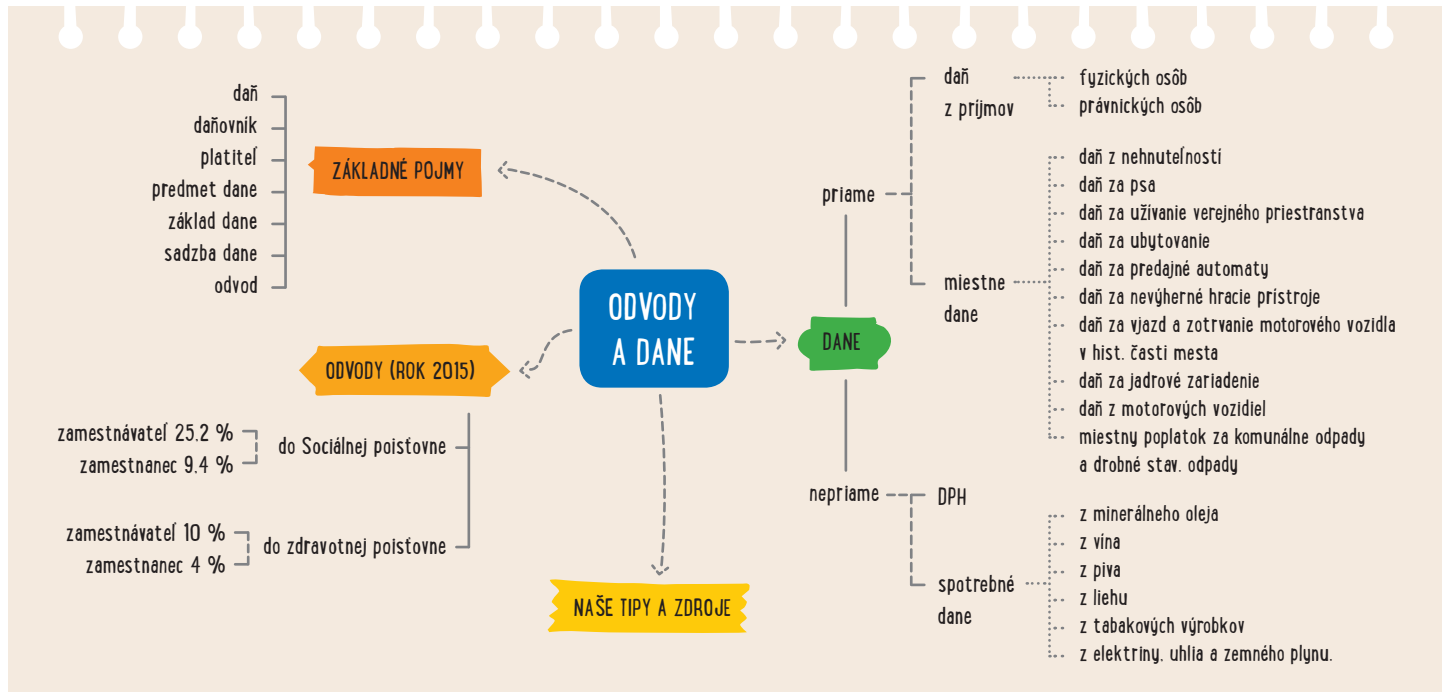 ODVODY
A DANE
ZÁKLADNÉ POJMY
daň
daňovník
platiteľ
predmet dane
základ dane
sadzba dane
odvod
ODVODY (ROK 2015)
do Sociálnej poisťovne
zamestnávateľ 25,2 %
zamestnanec 9,4 %
do zdravotnej poisťovne
zamestnávateľ 10 %
zamestnanec 4 %
NAŠE TIPY A ZDROJE
DANE
priame
daň
z príjmov
fyzických osôb
právnických osôb
miestne
dane
daň z nehnuteľností
daň za psa
daň za užívanie verejného priestranstva
daň za ubytovanie
daň za predajné automaty
daň za nevýherné hracie prístroje
daň za vjazd a zotrvanie motorového vozidla
v hist. časti mesta
daň za jadrové zariadenie
daň z motorových vozidiel
miestny poplatok za komunálne odpady
a drobné stav. odpady
nepriame
DPH
spotrebné
dane
z minerálneho oleja
z vína
z piva
z liehu
z tabakových výrobkov
z elektriny, uhlia a zemného plynu.